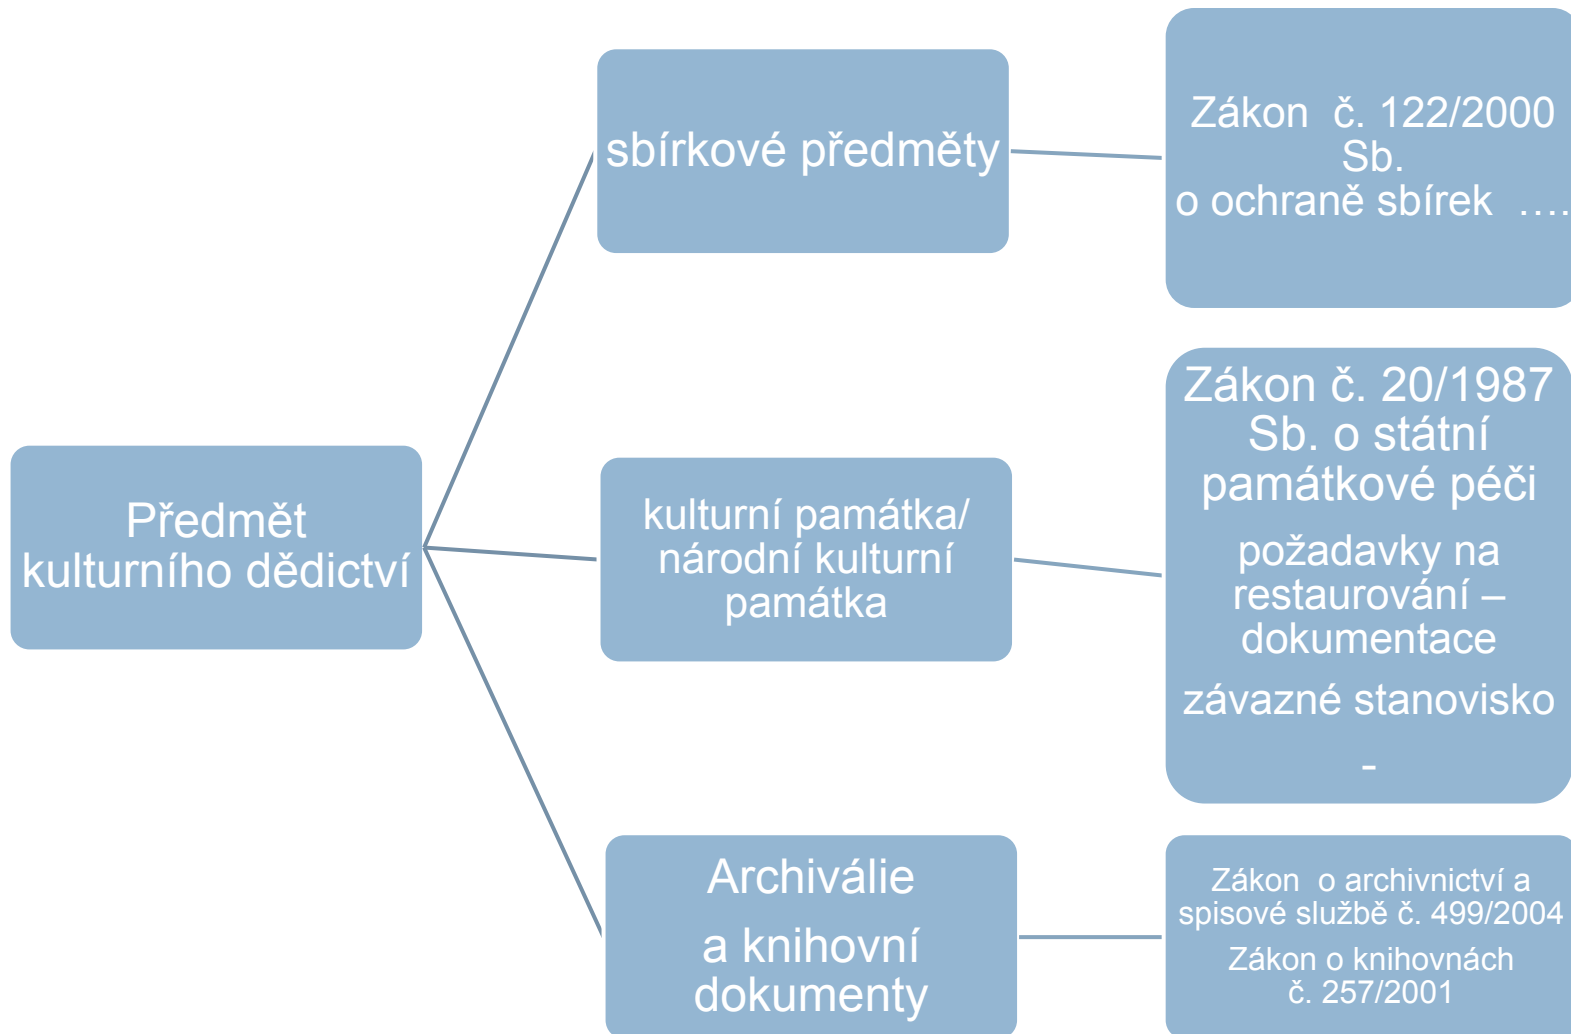 Předmět
kulturního dědictví
sbírkové předměty
Zákon č. 122/2000
Sb.
o ochraně sbírek ....
kulturní památka/
národní kulturní
památka
Zákon č. 20/1987
Sb. o státní
památkové péči
požadavky na
restaurování –
dokumentace
závazné stanovisko
-
Archiválie
a knihovní
dokumenty
Zákon o archivnictví a
spisové službě č. 499/2004
Zákon o knihovnách
č. 257/2001